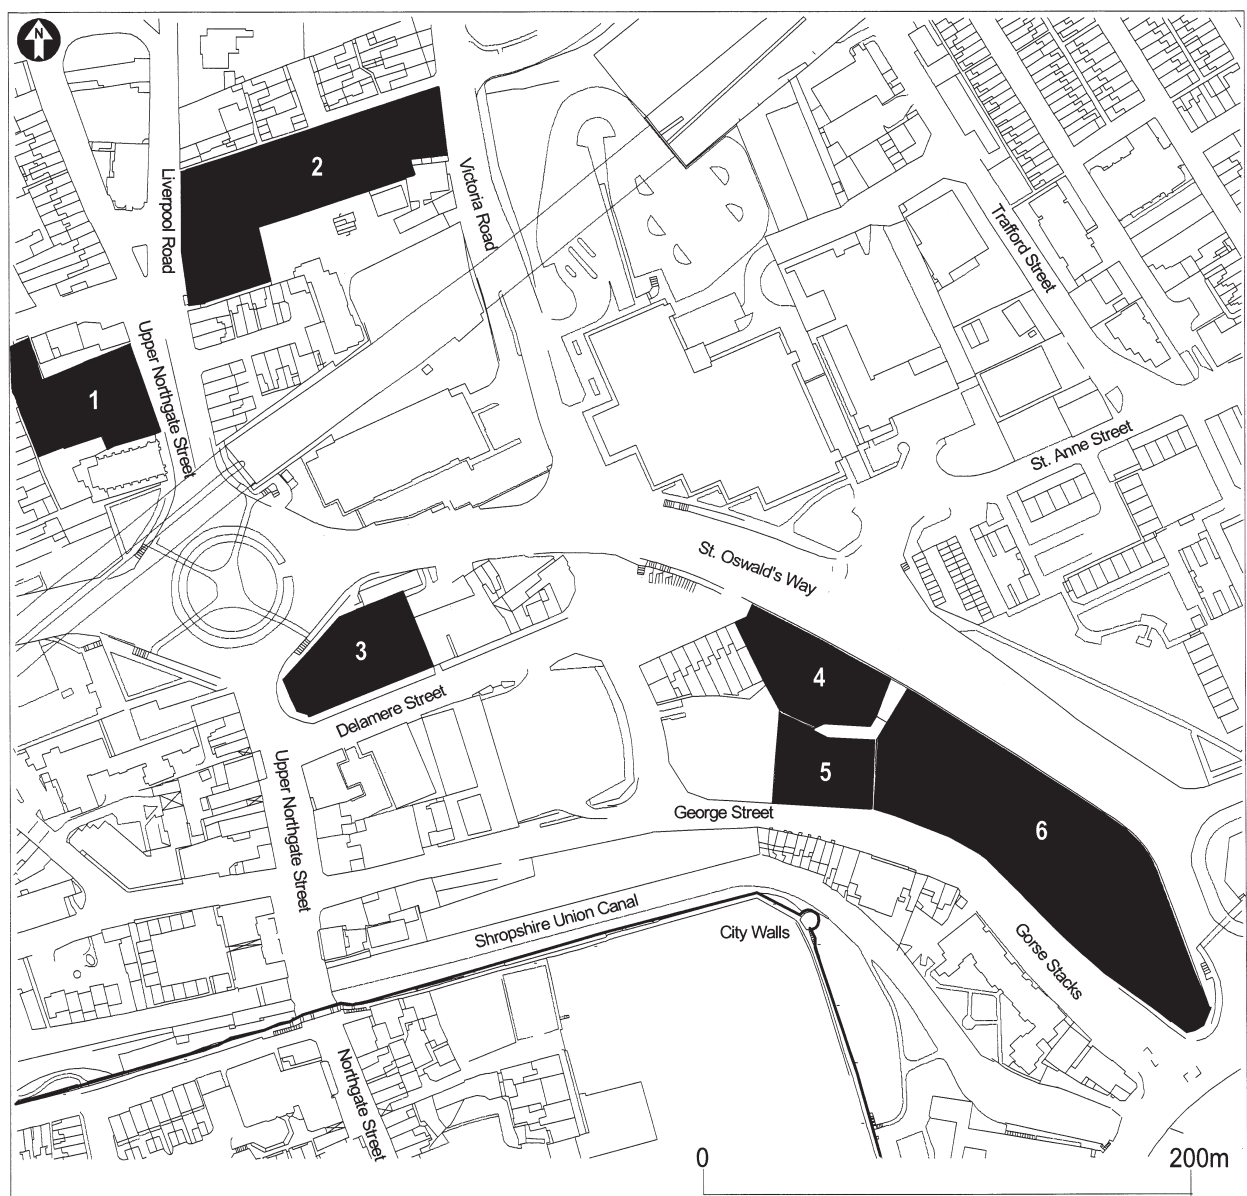 N
2
Liverpool Road
Victoria Road
Trafford Street
1
Upper Northgate Street
St. Anne Street
St. Oswald's Way
3
4
Delamere Street
5
George Street
6
Upper Northgate Street
Shropshire Union Canal
City Walls
Gorse Stacks
Northgate Street
0
200m